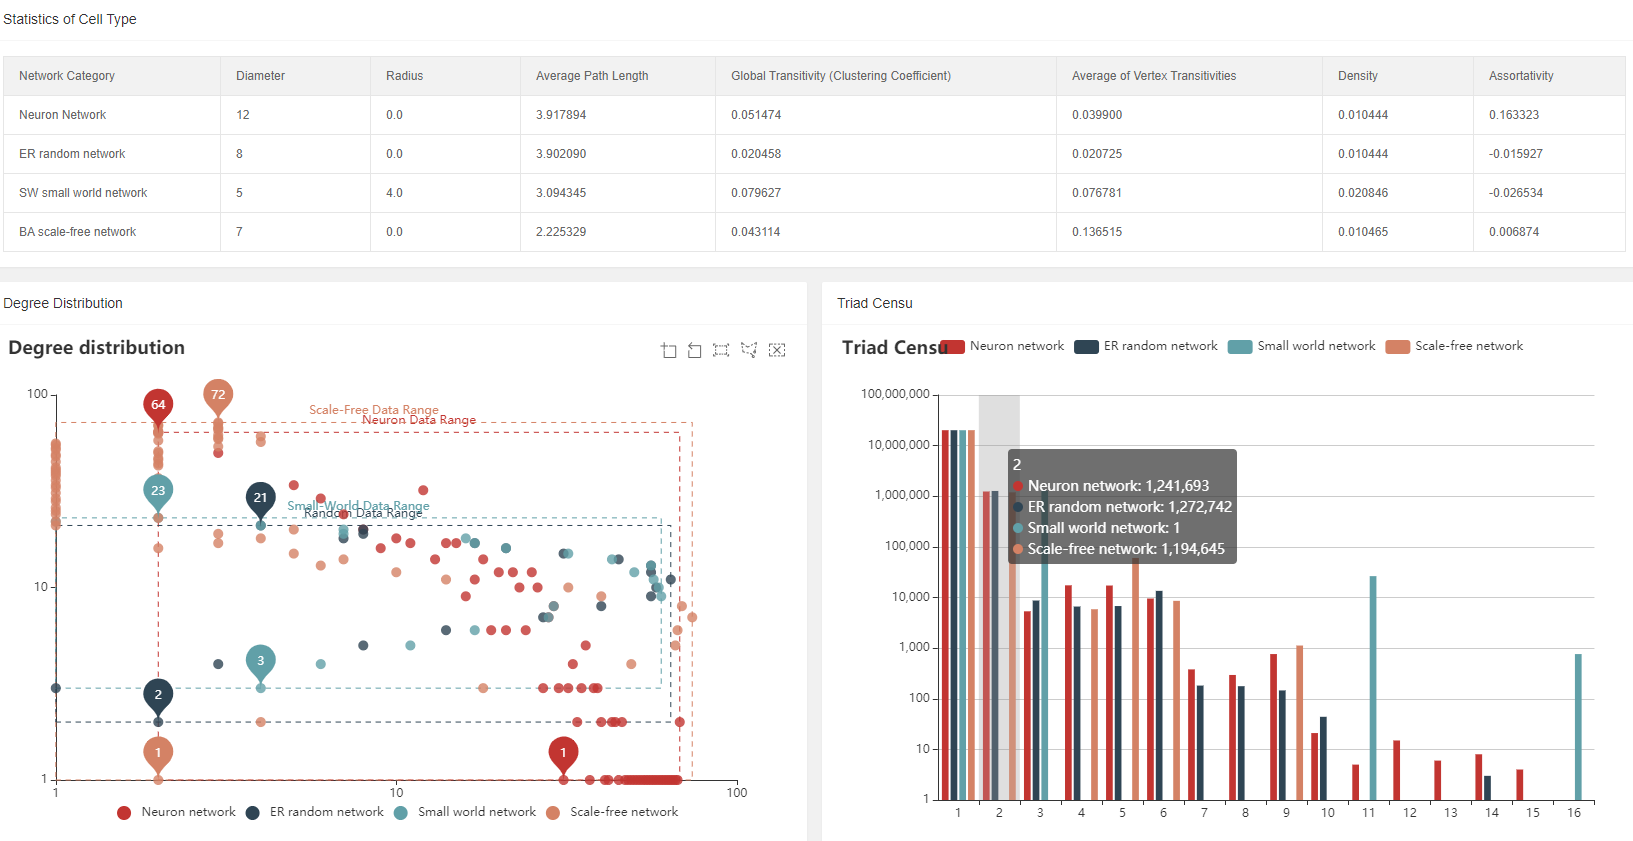 Statistics of Cell Type
Network Category Diameter Radius Average Path Length Global Transitivity (Clustering Coefficient) Average of Vertex Transitivities Density Assortativity
Neuron Network 12 0.0 3.917894 0.051474 0.039900 0.010444 0.163323
ER random network 8 0.0 3.902090 0.020458 0.020725 0.010444 -0.015927
SW small world network 5 4.0 3.094345 0.079627 0.076781 0.020846 -0.026534
BA scale-free network 7 0.0 2.225329 0.043114 0.136515 0.010465 0.006874
Degree Distribution
Degree distribution
100
64
72
Scale-Free Data Range
Neuron Data Range
23
21
Small-World Data Range
Random Data Range
10
3
2
1
1
1
1 10 100
Neuron network ER random network Small world network Scale-free network
Triad Censu
Triad Censu
Neuron network ER random network Small world network Scale-free network
100,000,000
10,000,000
1,000,000
100,000
10,000
1,000
100
10
1
2
Neuron network: 1,241,693
ER random network: 1,272,742
Small world network: 1
Scale-free network: 1,194,645
1 2 3 4 5 6 7 8 9 10 11 12 13 14 15 16